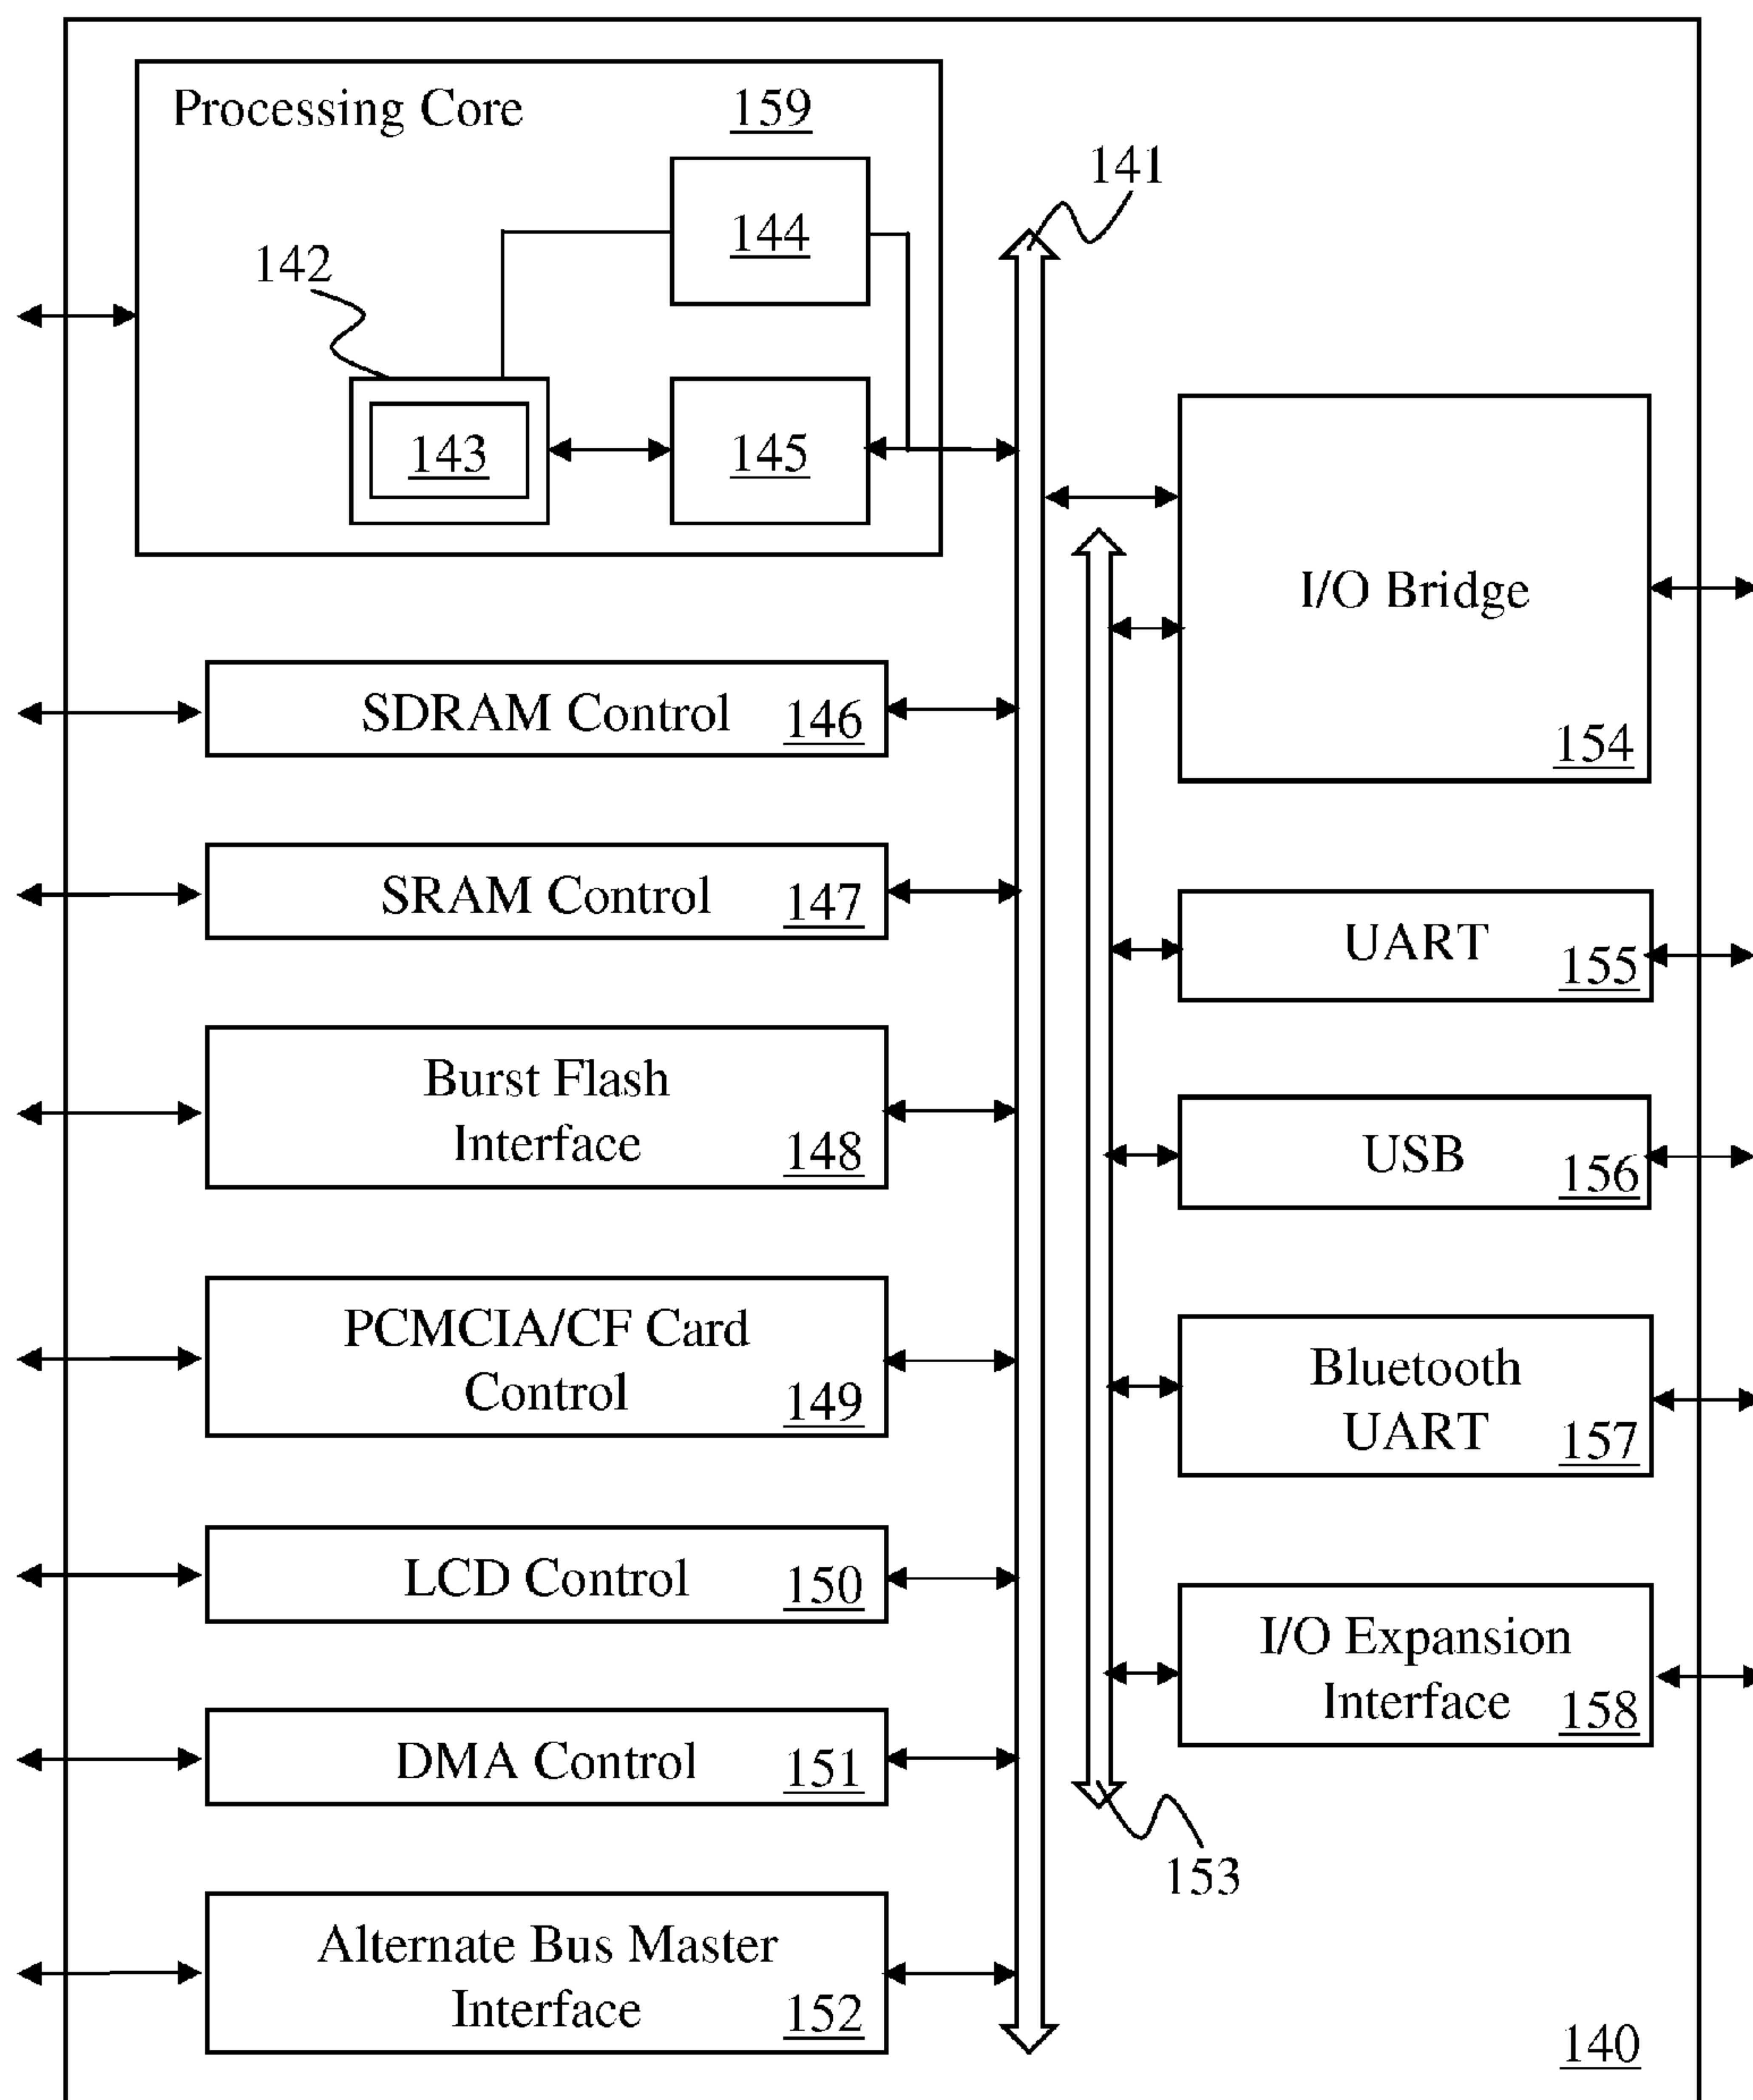 Processing Core 159
141
144
142
143
145
I/O Bridge
154
SDRAM Control 146
SRAM Control 147
Burst Flash
Interface 148
PCMCIA/CF Card
Control 149
LCD Control 150
DMA Control 151
Alternate Bus Master
Interface 152
UART 155
USB 156
Bluetooth
UART 157
I/O Expansion
Interface 158
153
140